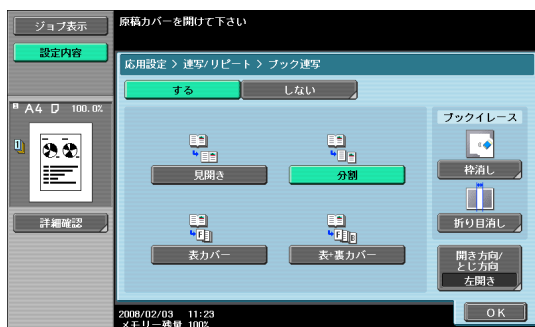 ジョブ表示
原稿カバーを開けて下さい
設定内容
応用設定 > 連写/リピート > ブック連写
する
しない
A4 100.0%
ブックイレース
見開き
分割
枠消し
詳細確認
折り目消し
表カバー
表+裏カバー
開き方向/
とじ方向
左開き
2008/02/03 11:23
メモリー残量 100%
OK